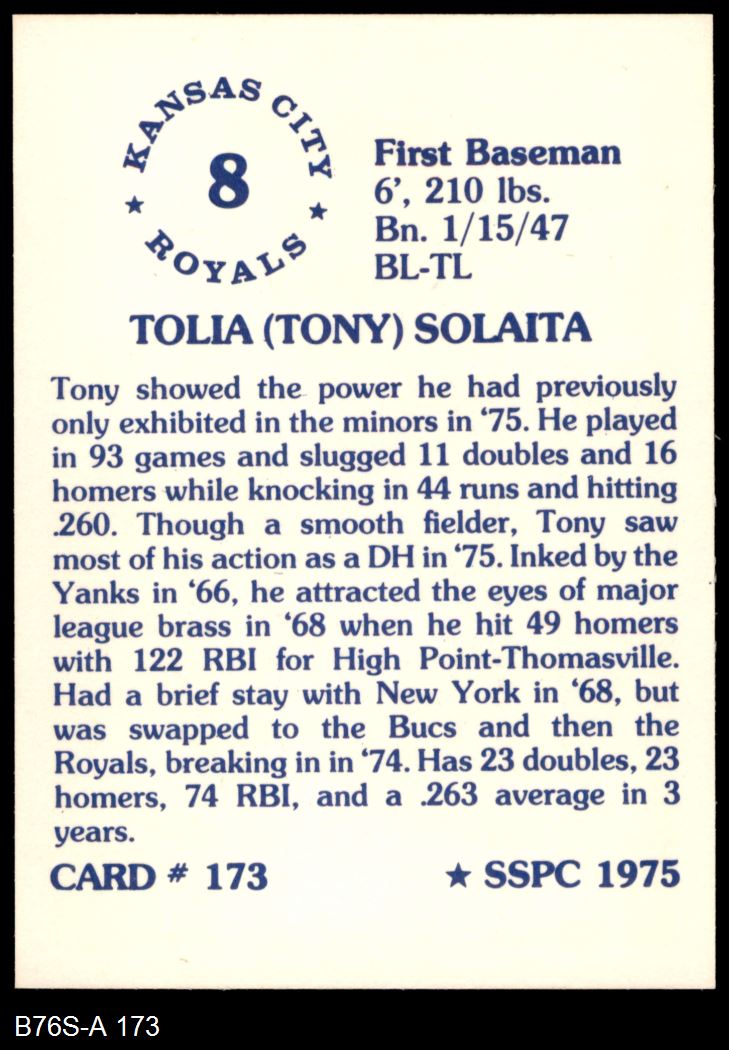 KANSAS CITY
8
★ ★
ROYALS
First Baseman
6’, 210 lbs.
Bn. 1/15/47
BL-TL
TOLIA (TONY) SOLAITA
Tony showed the power he had previously
only exhibited in the minors in ‘75. He played
in 93 games and slugged 11 doubles and 16
homers while knocking in 44 runs and hitting
.260. Though a smooth fielder, Tony saw
most of his action as a DH in ‘75. Inked by the
Yanks in ‘66, he attracted the eyes of major
league brass in ‘68 when he hit 49 homers
with 122 RBI for High Point-Thomasville.
Had a brief stay with New York in ‘68, but
was swapped to the Bucs and then the
Royals, breaking in in ‘74. Has 23 doubles, 23
homers, 74 RBI, and a .263 average in 3
years.
CARD # 173 ★ SSPC 1975
B76S-A 173